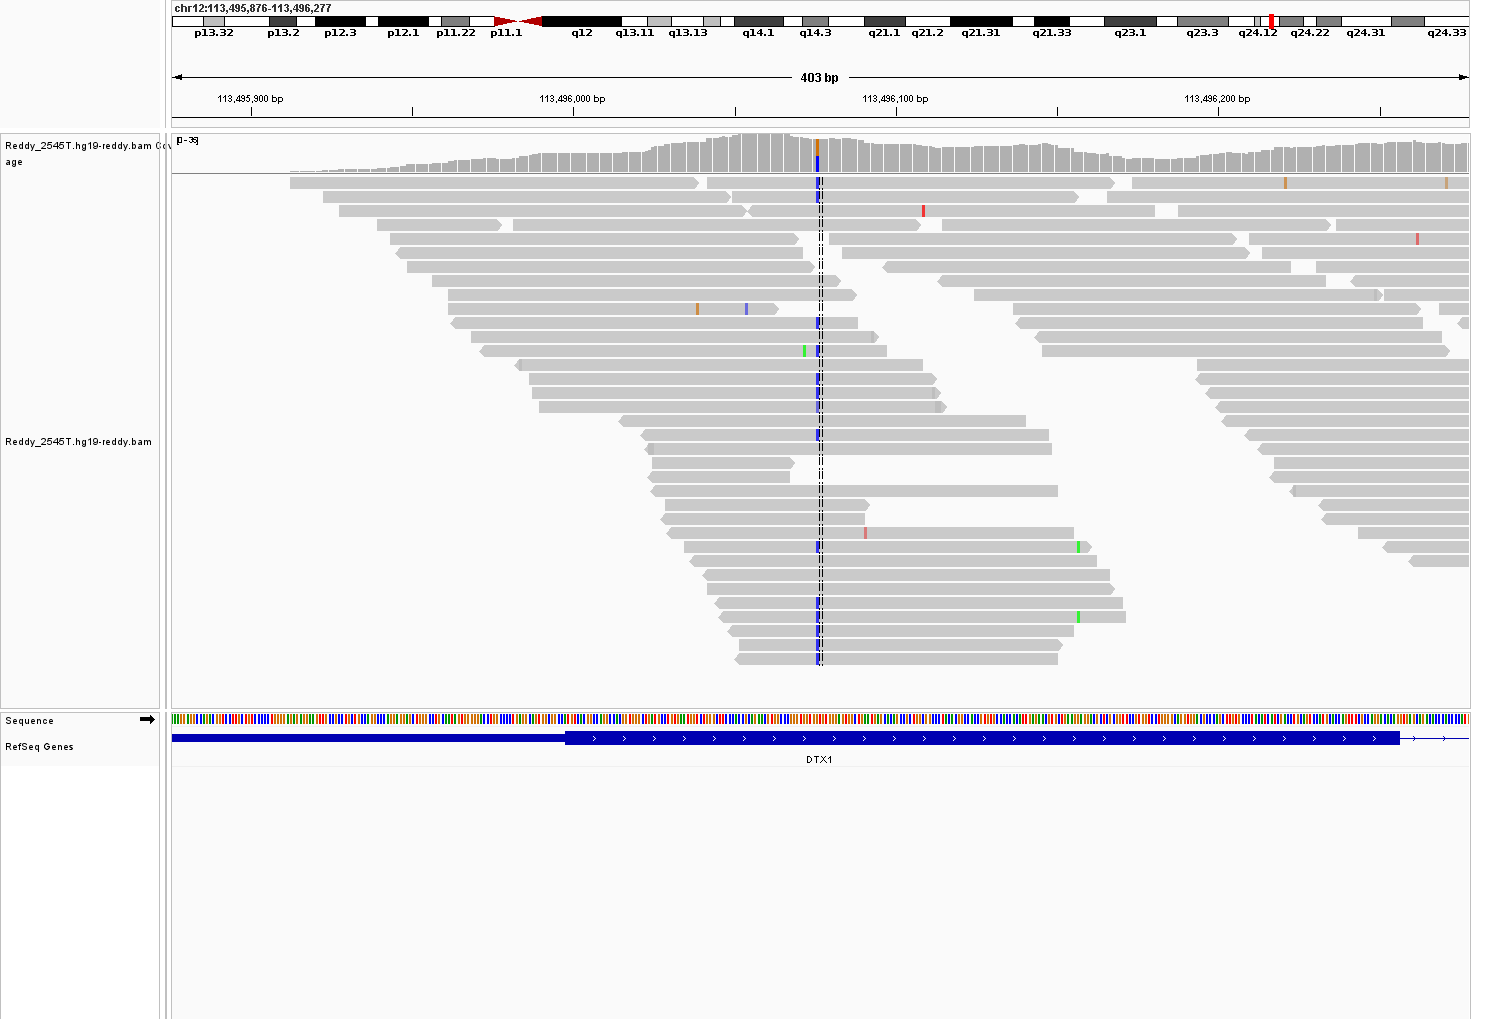 chr12:113,495,876-113,496,277
p13.32 p13.2 p12.3 p12.1 p11.22 p11.1 q12 q13.11 q13.13 q14.1 q14.3 q21.1 q21.2 q21.31 q21.33 q23.1 q23.3 q24.12 q24.22 q24.31 q24.33
403 bp
113,495,900 bp 113,496,000 bp 113,496,100 bp 113,496,200 bp
Reddy_2545T.hg19-reddy.bam Cov
age
[0-35]
Reddy_2545T.hg19-reddy.bam
Sequence
RefSeq Genes
DTX1